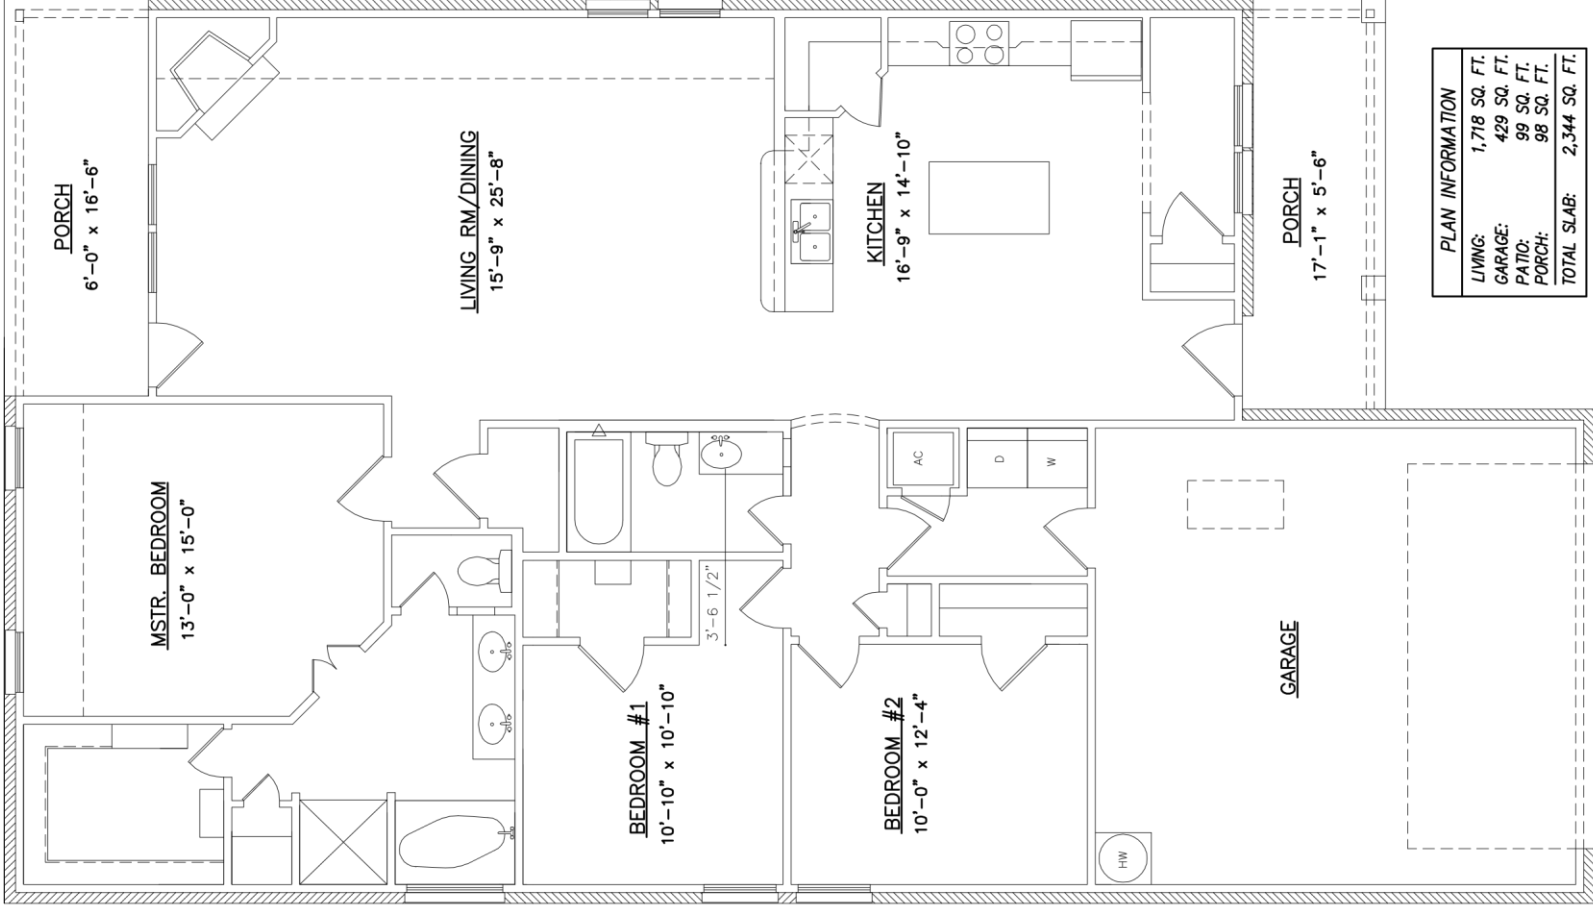 PORCH
6'-0" x 16'-6"
LIVING RM/DINING
15'-9" x 25'-8"
KITCHEN
16'-9" x 14'-10"
PORCH
17'-1" x 5'-6"
PLAN INFORMATION
LIVING: 1,718 SQ. FT.
GARAGE: 429 SQ. FT.
PATIO: 99 SQ. FT.
PORCH: 98 SQ. FT.
TOTAL SLAB: 2,344 SQ. FT.
MSTR. BEDROOM
13'-0" x 15'-0"
3'-6 1/2"
AC
D
W
BEDROOM #1
10'-10" x 10'-10"
BEDROOM #2
10'-0" x 12'-4"
GARAGE
HW